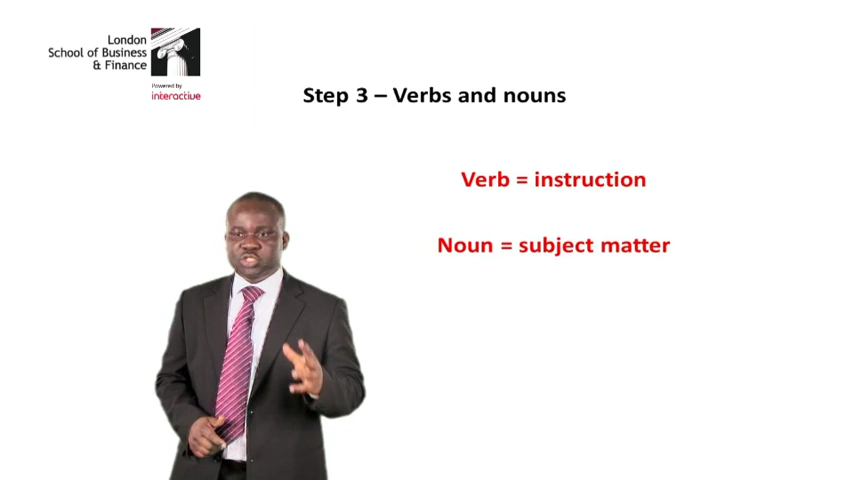 London
School of Business
& Finance
Powered by
interactive
Step 3 – Verbs and nouns
Verb = instruction
Noun = subject matter